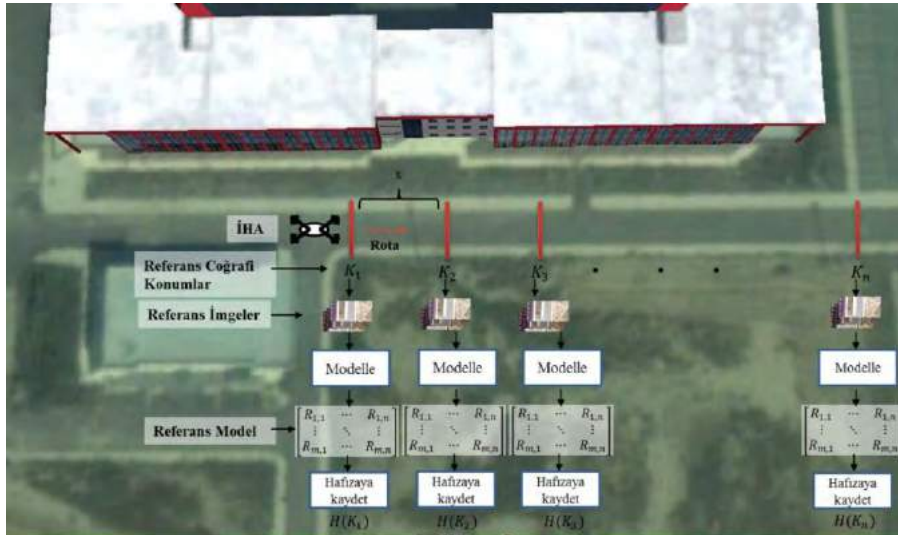 x
İHA
Rota
Referans Coğrafi
Konumlar
K₁ K₂ K₃ . . . Kₙ
Referans İmgeler
Modelle Modelle Modelle Modelle
Referans Model
R₁,₁ ⋯ R₁,ₙ R₁,₁ ⋯ R₁,ₙ R₁,₁ ⋯ R₁,ₙ R₁,₁ ⋯ R₁,ₙ
⋮ ⋱ ⋮ ⋮ ⋱ ⋮ ⋮ ⋱ ⋮ ⋮ ⋱ ⋮
Rₘ,₁ ⋯ Rₘ,ₙ Rₘ,₁ ⋯ Rₘ,ₙ Rₘ,₁ ⋯ Rₘ,ₙ Rₘ,₁ ⋯ Rₘ,ₙ
Hafızaya Hafızaya Hafızaya Hafızaya
kaydet kaydet kaydet kaydet
H(K₁) H(K₂) H(K₃) H(Kₙ)